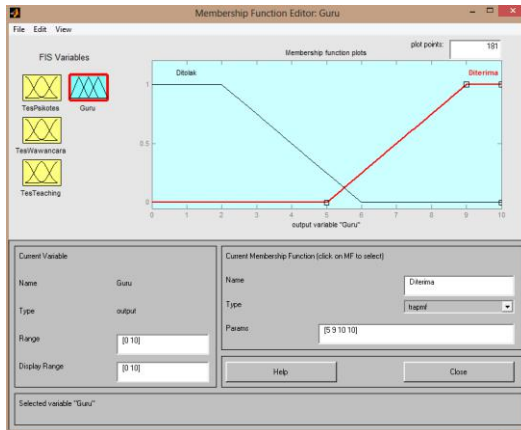 Membership Function Editor: Guru
File Edit View
FIS Variables
TesPsikotes
Guru
TesWawancara
TesTeaching
Membership function plots
plot points:
181
Ditolak
Diterima
1
0.5
0
0 1 2 3 4 5 6 7 8 9 10
output variable "Guru"
Current Variable
Name Guru
Type output
Range [0 10]
Display Range [0 10]
Current Membership Function (click on MF to select)
Name Diterima
Type trapmf
Params [5 9 10 10]
Help Close
Selected variable "Guru"